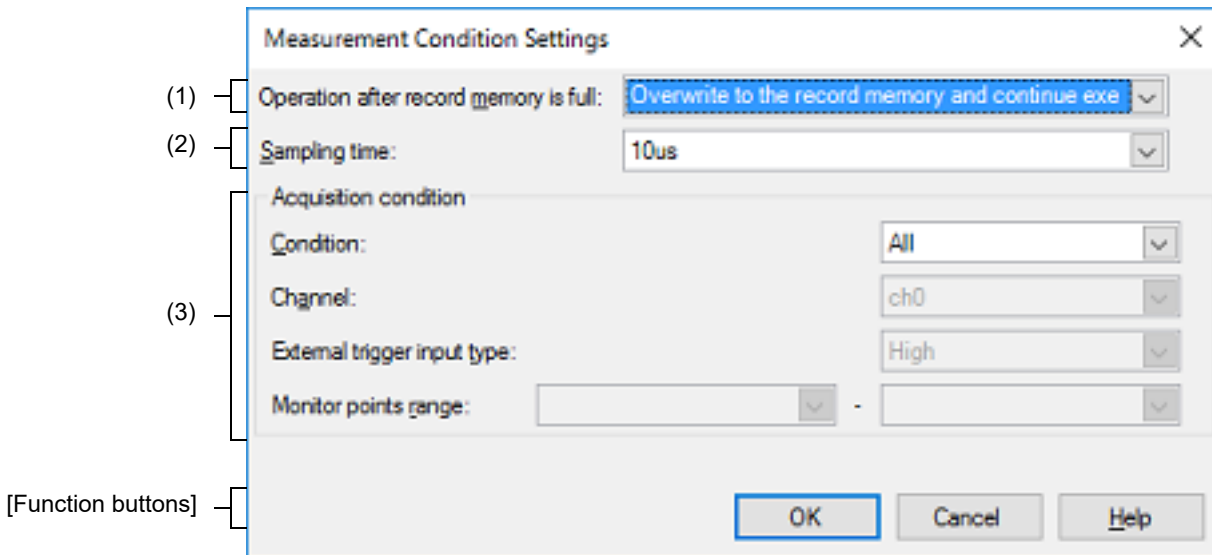 Measurement Condition Settings
(1) Operation after record memory is full: Overwrite to the record memory and continue exe
(2) Sampling time: 10us
Acquisition condition
Condition: All
(3) Channel: ch0
External trigger input type: High
Monitor points range: -
[Function buttons] OK Cancel Help